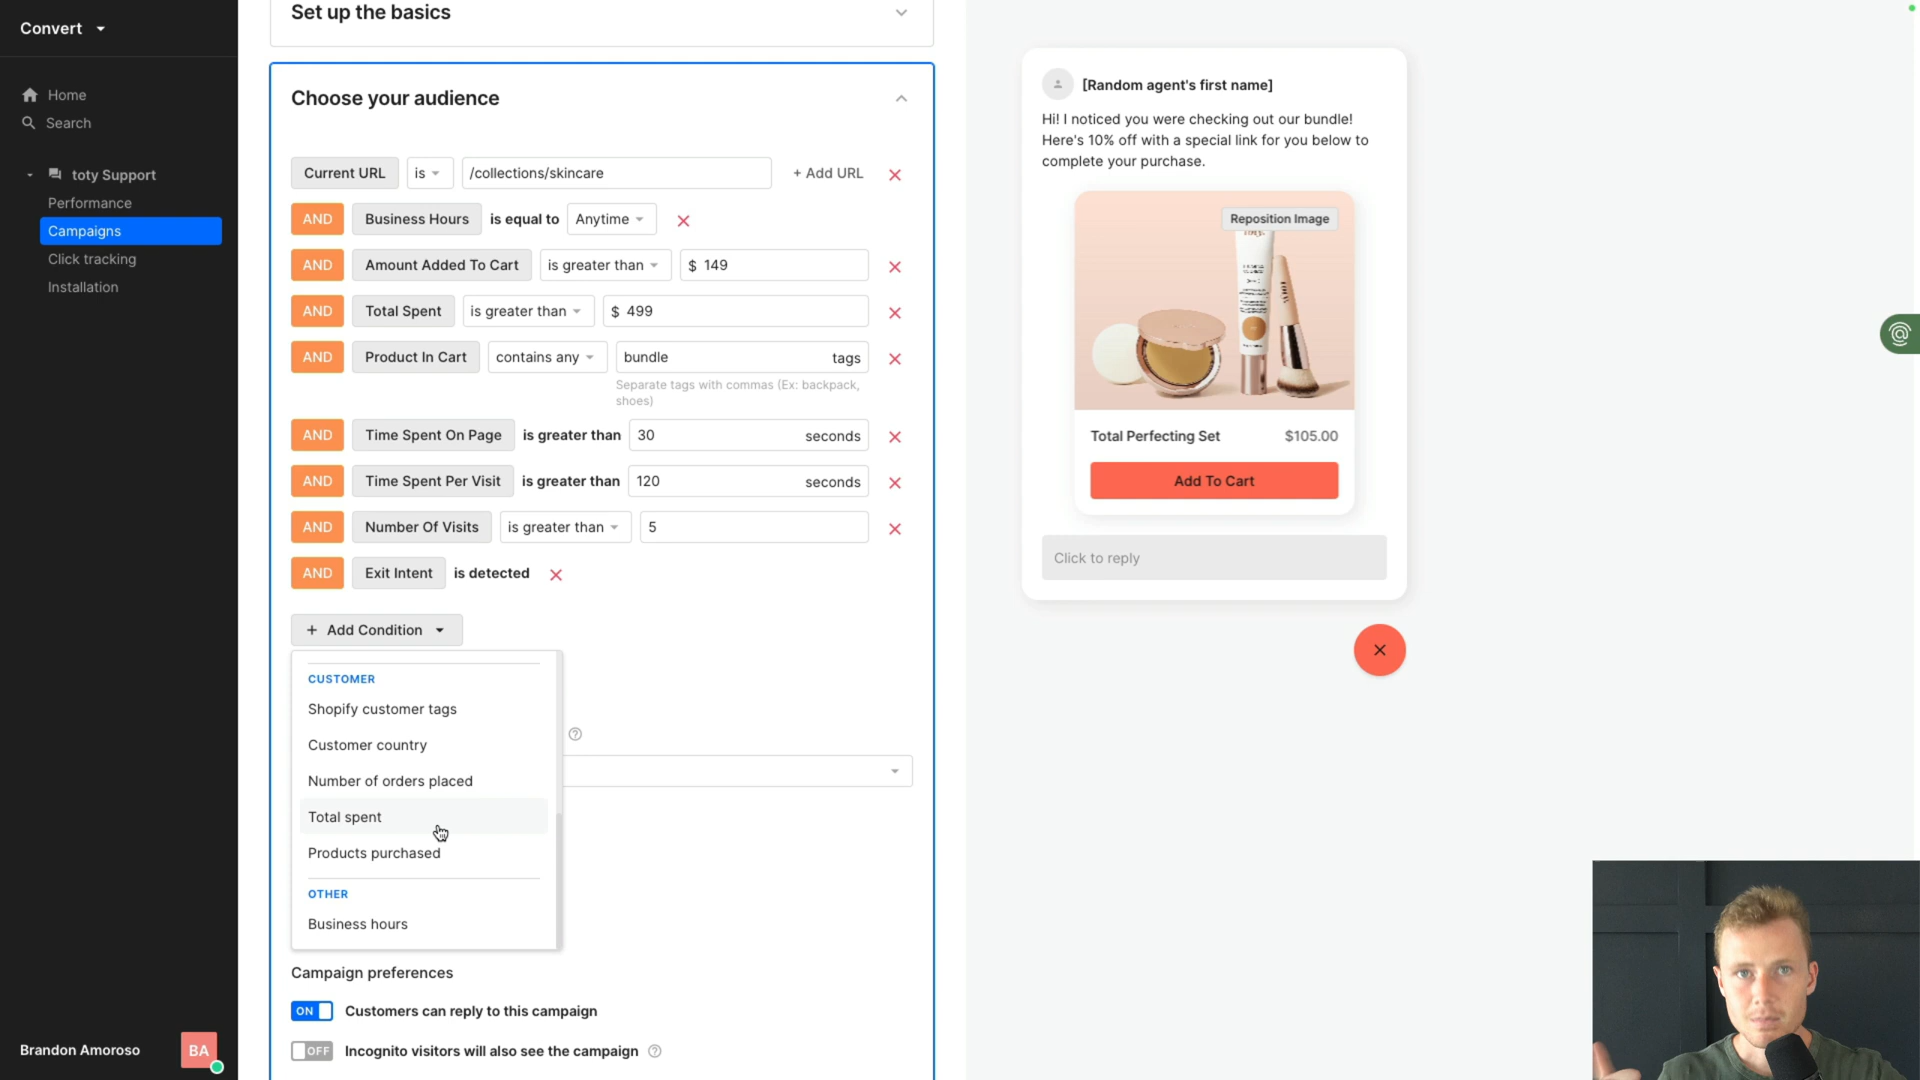 Convert
Home
Search
toty Support
Performance
Campaigns
Click tracking
Installation
Brandon Amoroso
BA
Set up the basics
Choose your audience
Current URL is /collections/skincare + Add URL
AND Business Hours is equal to Anytime
AND Amount Added To Cart is greater than $ 149
AND Total Spent is greater than $ 499
AND Product In Cart contains any bundle tags
Separate tags with commas (Ex: backpack,
shoes)
AND Time Spent On Page is greater than 30 seconds
AND Time Spent Per Visit is greater than 120 seconds
AND Number Of Visits is greater than 5
AND Exit Intent is detected
+ Add Condition
CUSTOMER
Shopify customer tags
Customer country
Number of orders placed
Total spent
Products purchased
OTHER
Business hours
Campaign preferences
ON Customers can reply to this campaign
OFF Incognito visitors will also see the campaign
[Random agent's first name]
Hi! I noticed you were checking out our bundle!
Here's 10% off with a special link for you below to
complete your purchase.
Reposition Image
Total Perfecting Set $105.00
Add To Cart
Click to reply